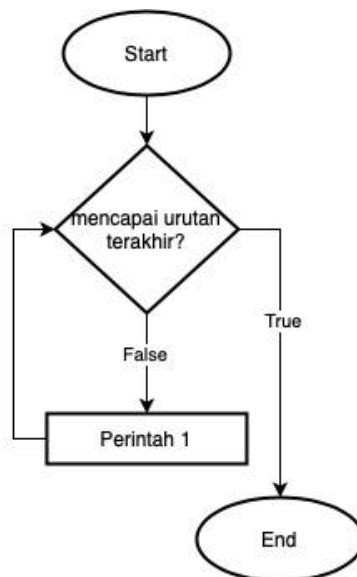 Start
mencapai urutan
terakhir?
True
False
Perintah 1
End